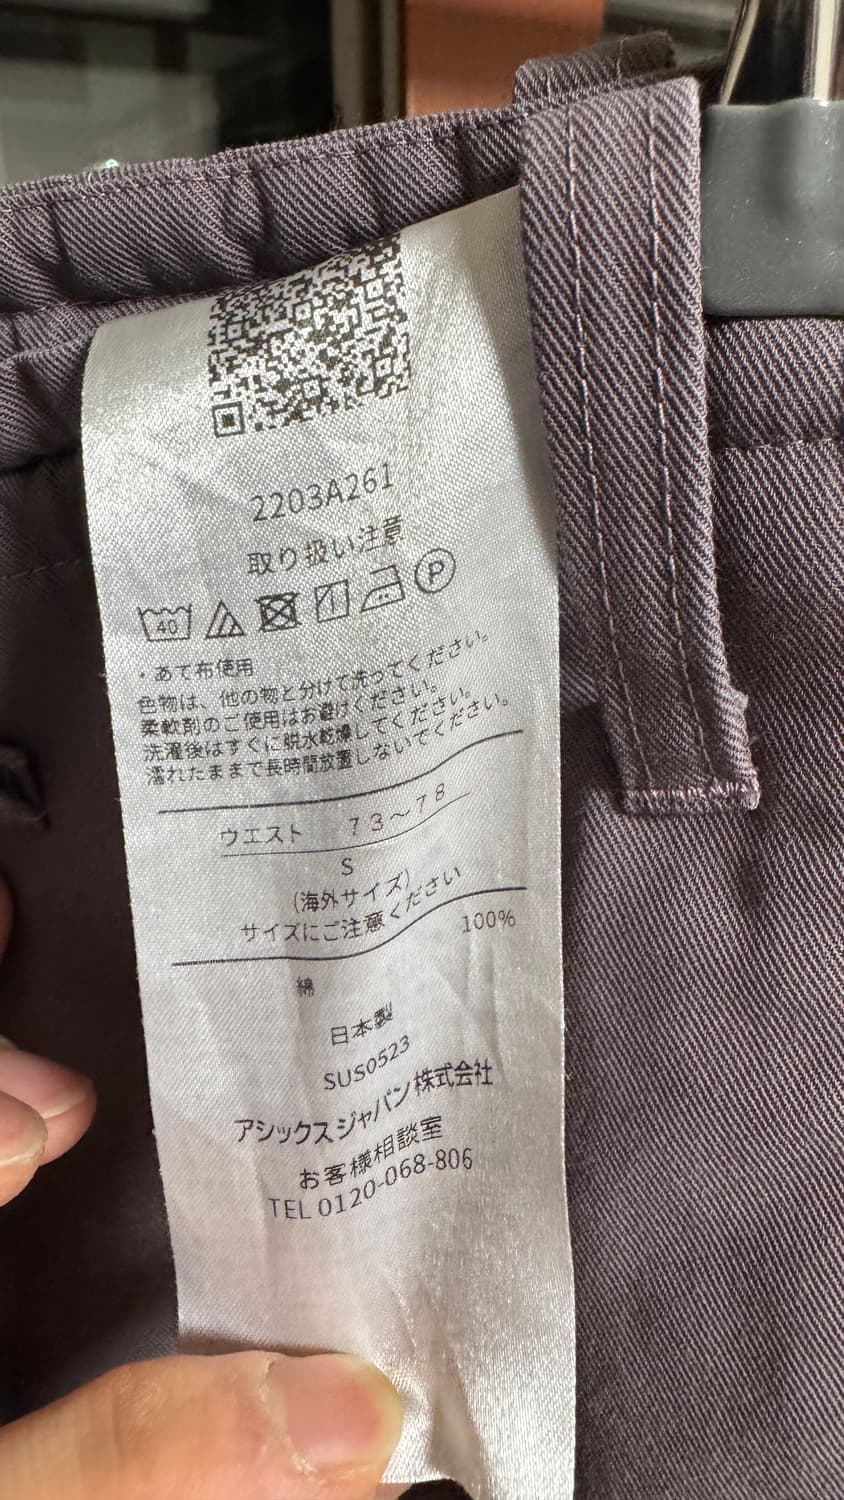 2203A261
取り扱い注意
40 P
・あて布使用
色物は、他の物と分けて洗ってください。
柔軟剤のご使用はお避けください。
洗濯後はすぐに脱水乾燥してください。
濡れたままで長時間放置しないでください。
ウエスト 73～78
S
(海外サイズ)
サイズにご注意ください
100%
綿
日本製
SUS0523
アシックスジャパン株式会社
お客様相談室
TEL 0120-068-806